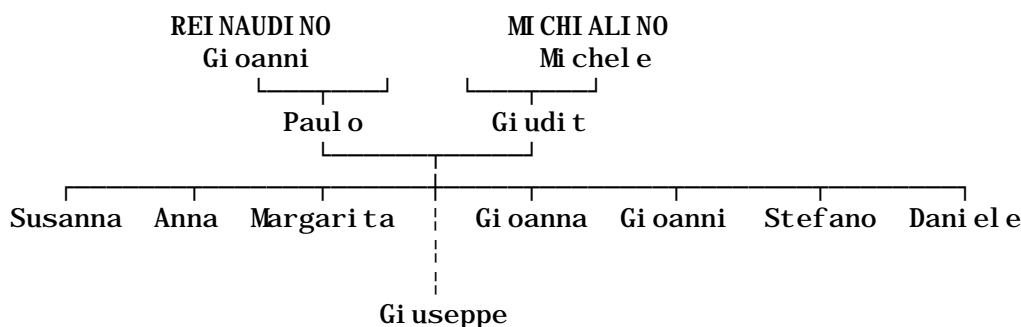 REINAUDINO MICHIALINO
Gioanni Michele
Paulo Giudit
Susanna Anna Margarita Gioanna Gioanni Stefano Daniele
Giuseppe